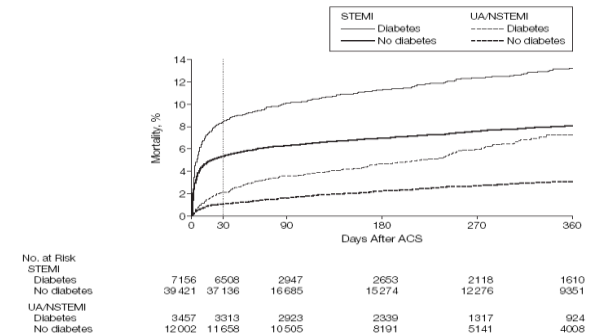 STEMI UA/NSTEMI
Diabetes Diabetes
No diabetes No diabetes
14
12
10
8
6
4
2
0
Mortality, %
0 30 90 180 270 360
Days After ACS
No. at Risk
STEMI
Diabetes 7156 6508 2947 2653 2118 1610
No diabetes 39 421 37 136 16 685 15 274 12 276 9351
UA/NSTEMI
Diabetes 3457 3313 2923 2339 1317 924
No diabetes 12 002 11 658 10 505 8191 5141 4008